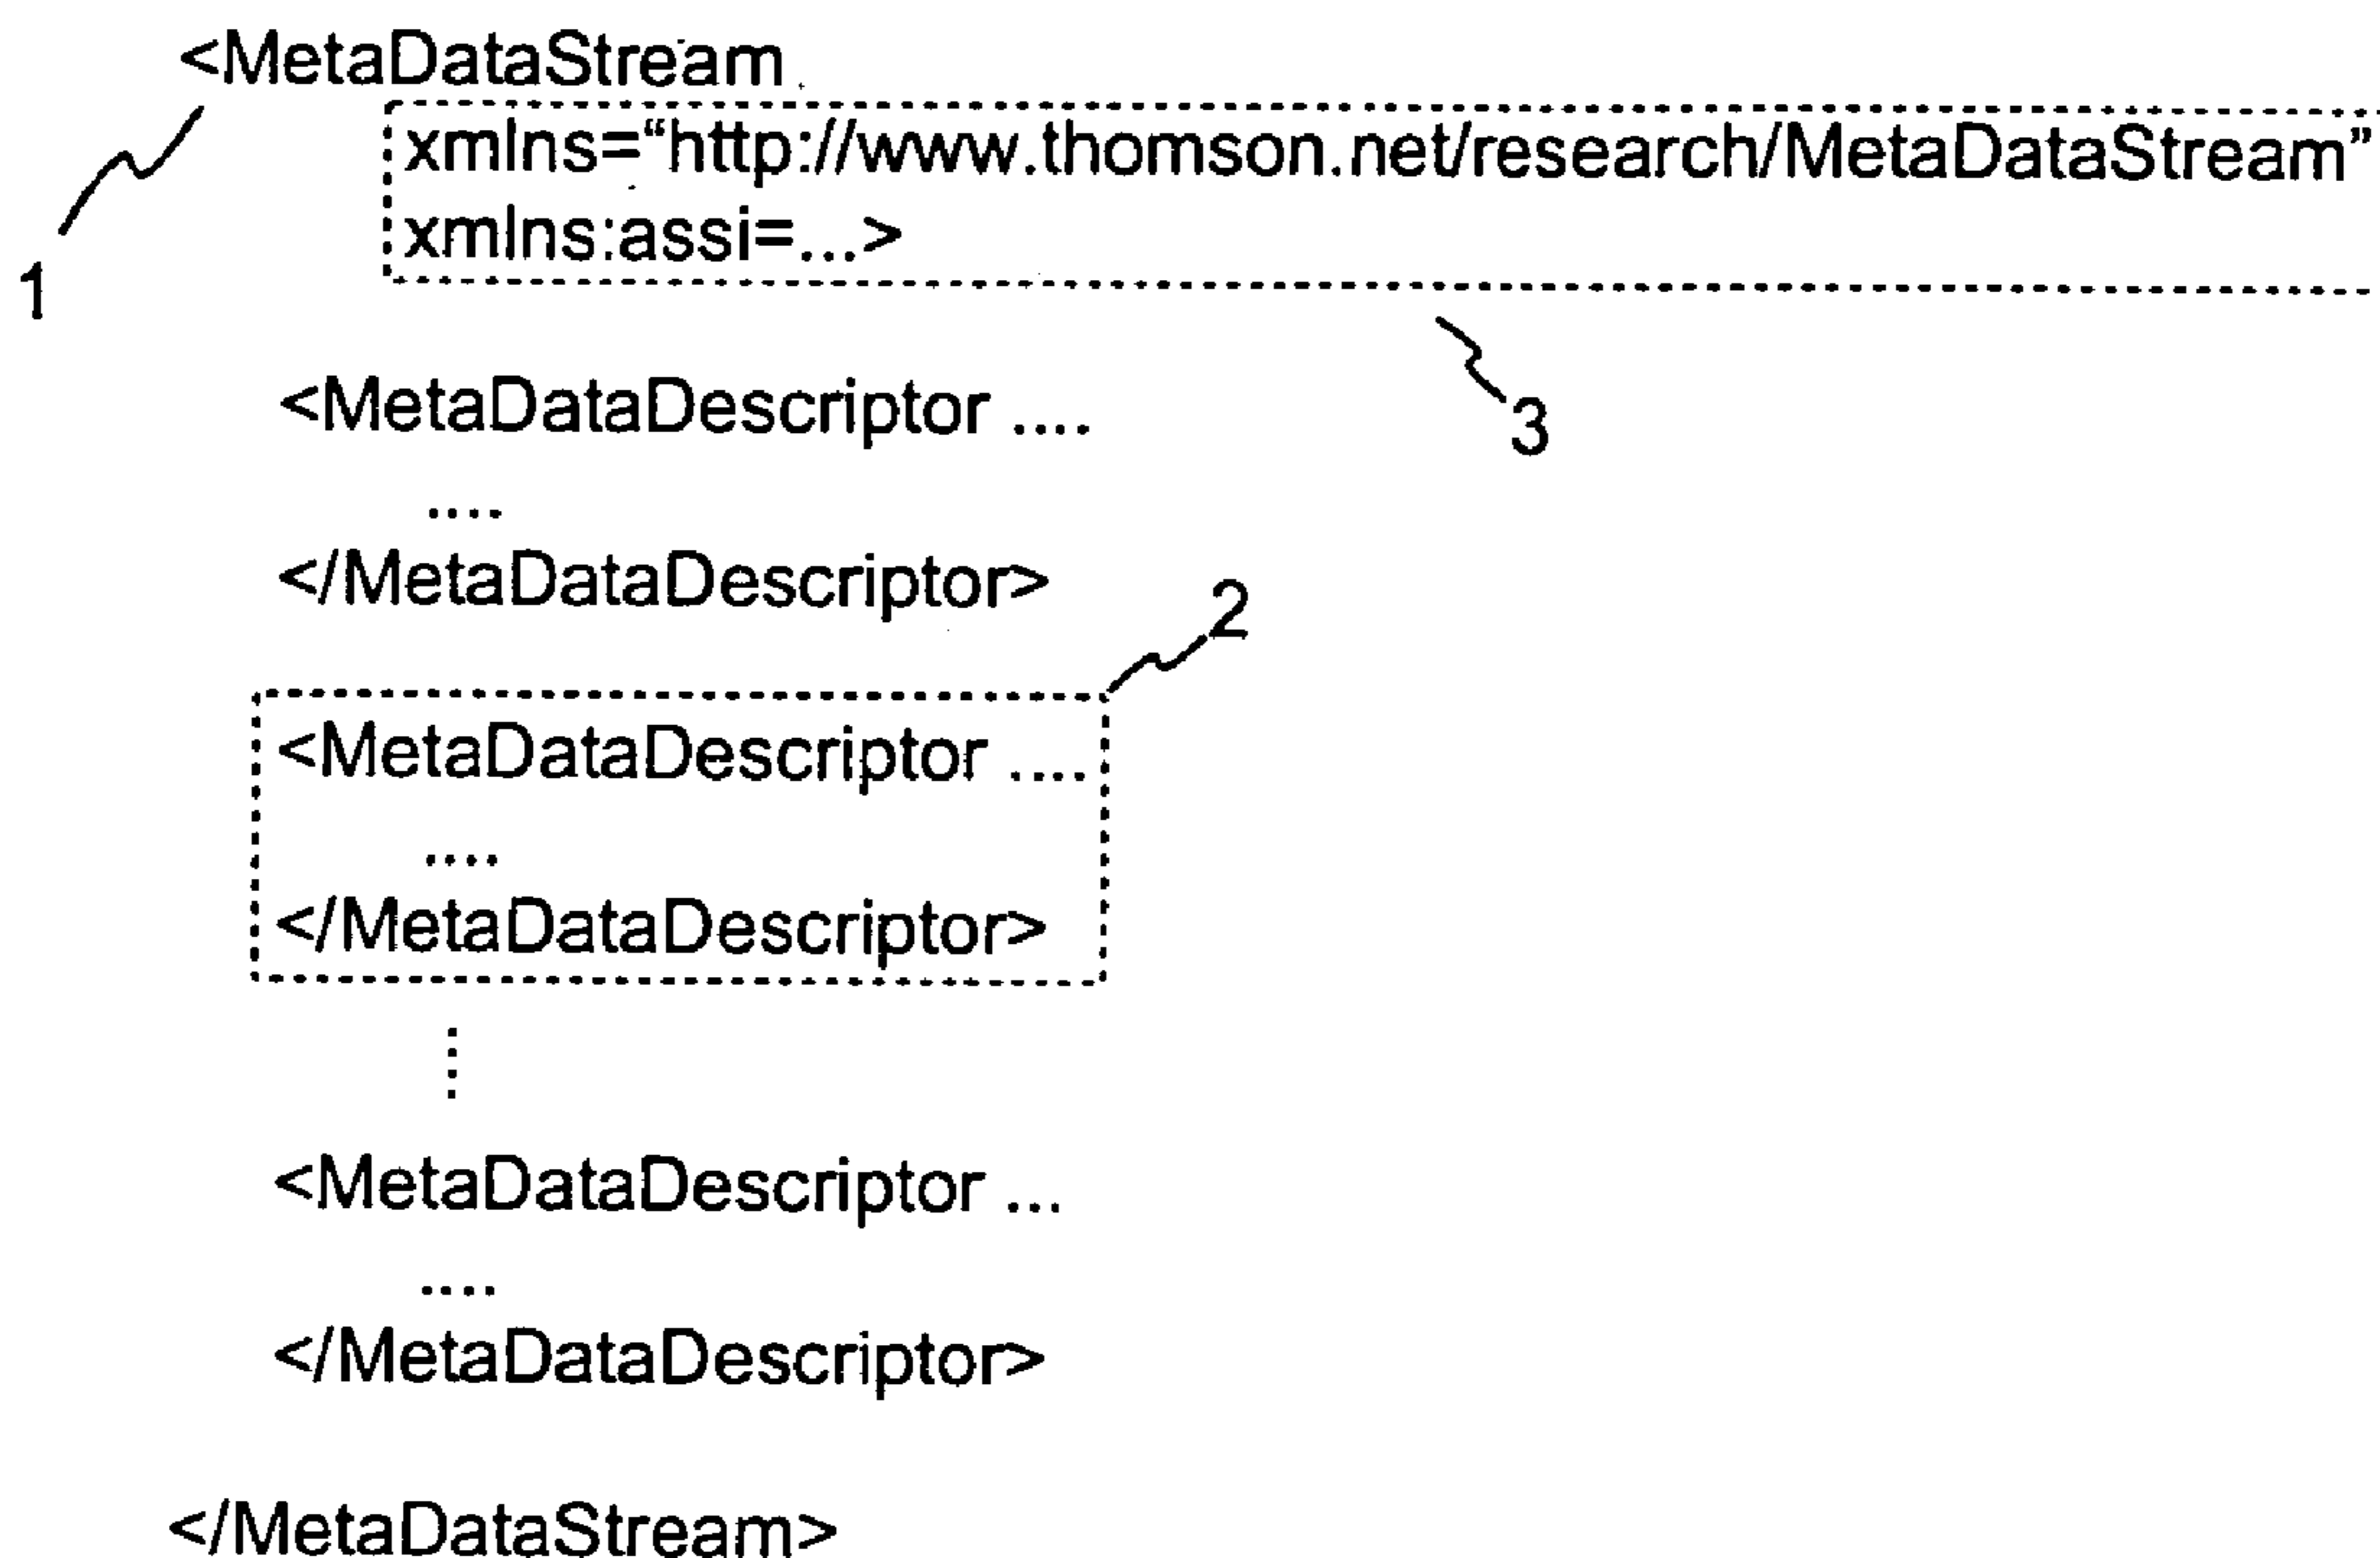 <MetaDataStream
xmlns=“http://www.thomson.net/research/MetaDataStream”
xmlns:assi=...>
1
3
<MetaDataDescriptor ....
....
</MetaDataDescriptor>
2
<MetaDataDescriptor ....
....
</MetaDataDescriptor>
<MetaDataDescriptor ...
....
</MetaDataDescriptor>
</MetaDataStream>